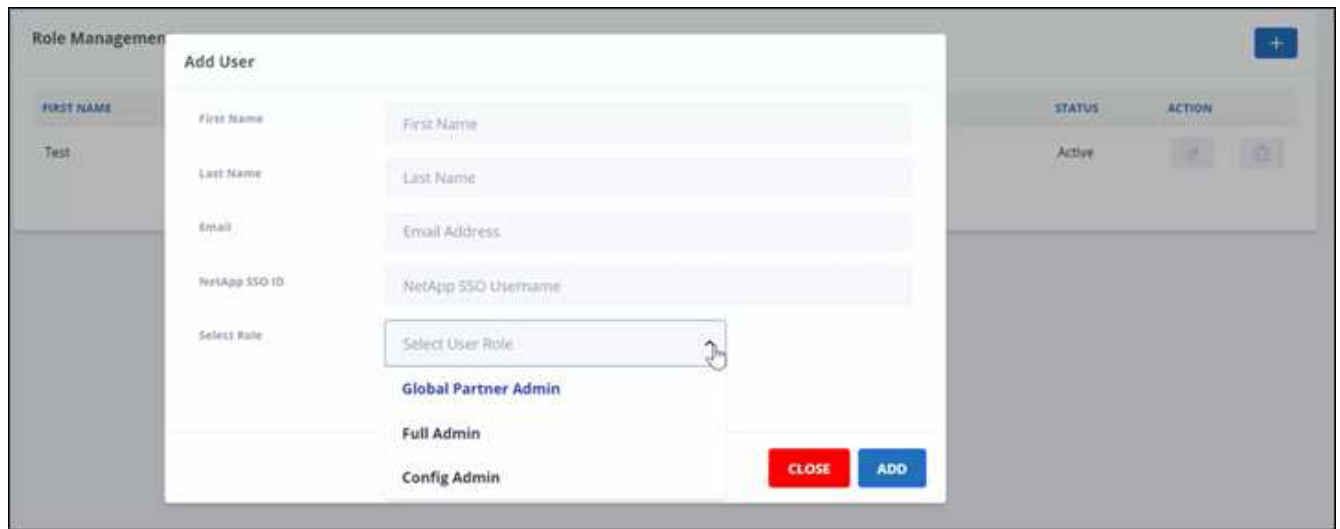 Role Managemen
+
Add User
FIRST NAME
STATUS
ACTION
First Name
First Name
Test
Active
Last Name
Last Name
Email
Email Address
NetApp SSO ID
NetApp SSO Username
Select Role
Select User Role
Global Partner Admin
Full Admin
Config Admin
CLOSE
ADD